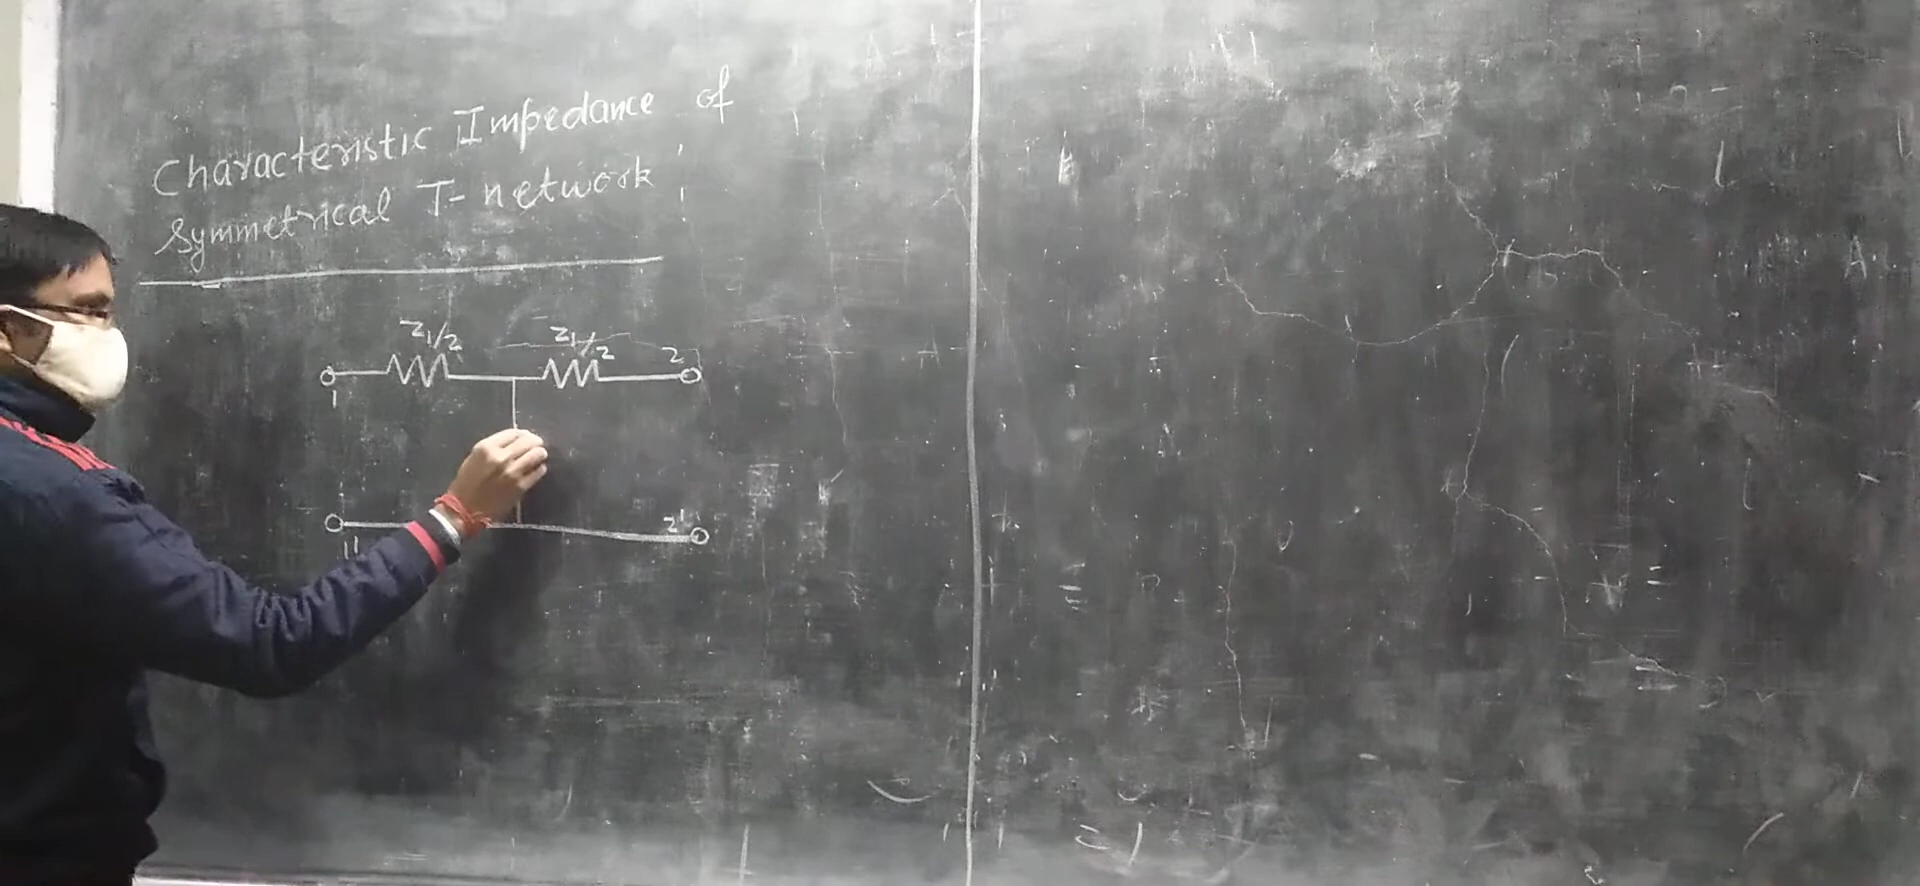 Characteristic Impedance of
Symmetrical T-network :
Z1/2 Z1/2
2
1
2'
1'